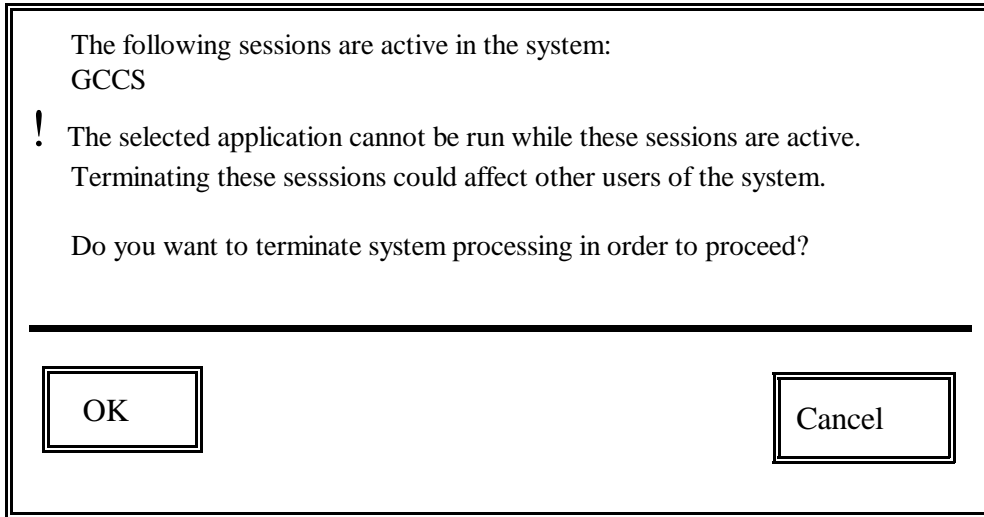 The following sessions are active in the system:
GCCS
! The selected application cannot be run while these sessions are active.
Terminating these sesssions could affect other users of the system.
Do you want to terminate system processing in order to proceed?
OK
Cancel